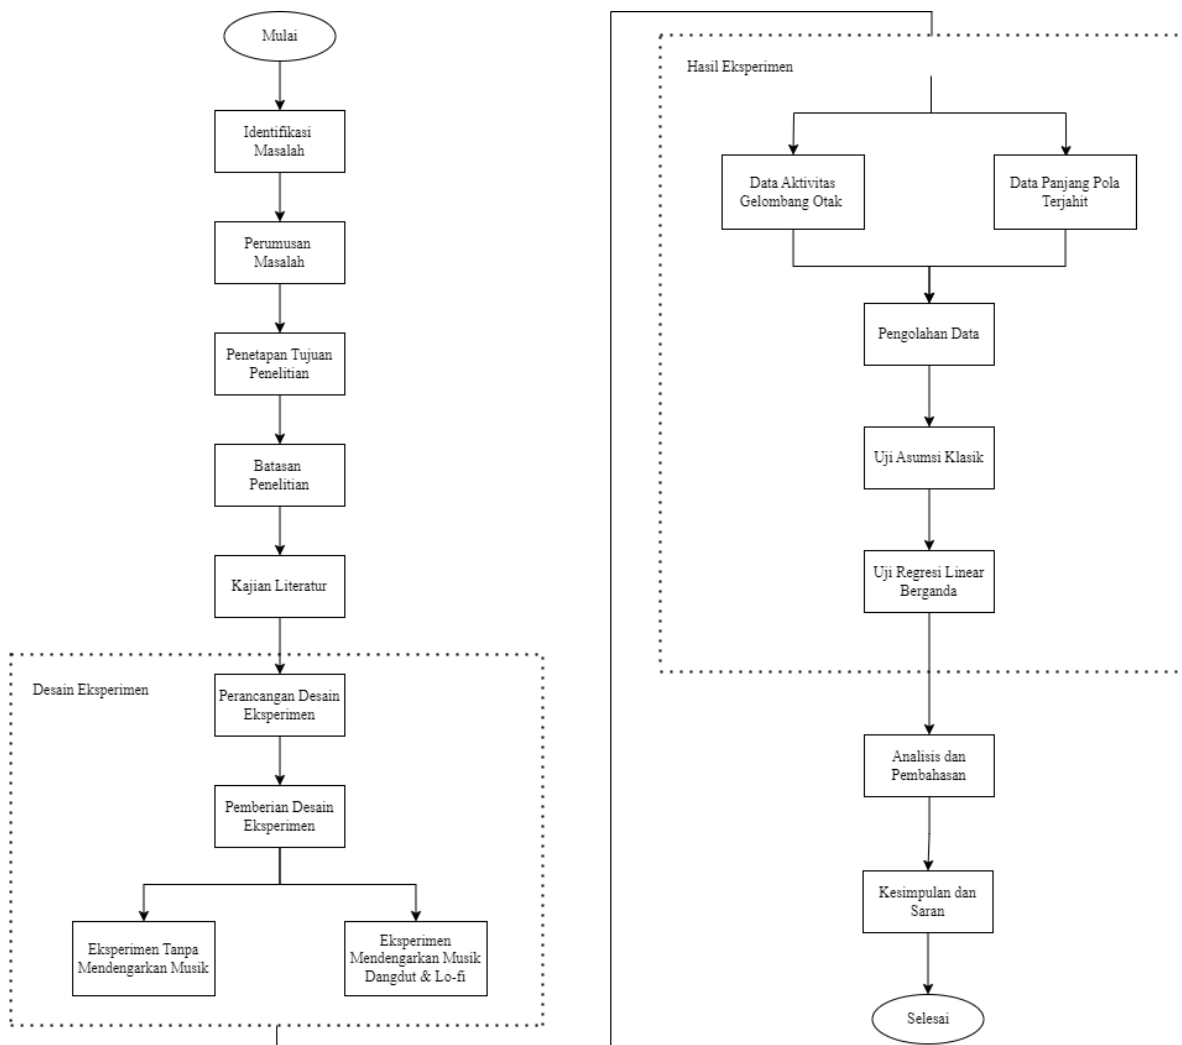 Mulai
Identifikasi
Masalah
Perumusan
Masalah
Penetapan Tujuan
Penelitian
Batasan
Penelitian
Kajian Literatur
Desain Eksperimen
Perancangan Desain
Eksperimen
Pemberian Desain
Eksperimen
Eksperimen Tanpa
Mendengarkan Musik
Eksperimen
Mendengarkan Musik
Dangdut & Lo-fi
Hasil Eksperimen
Data Aktivitas
Gelombang Otak
Data Panjang Pola
Terjahit
Pengolahan Data
Uji Asumsi Klasik
Uji Regresi Linear
Berganda
Analisis dan
Pembahasan
Kesimpulan dan
Saran
Selesai